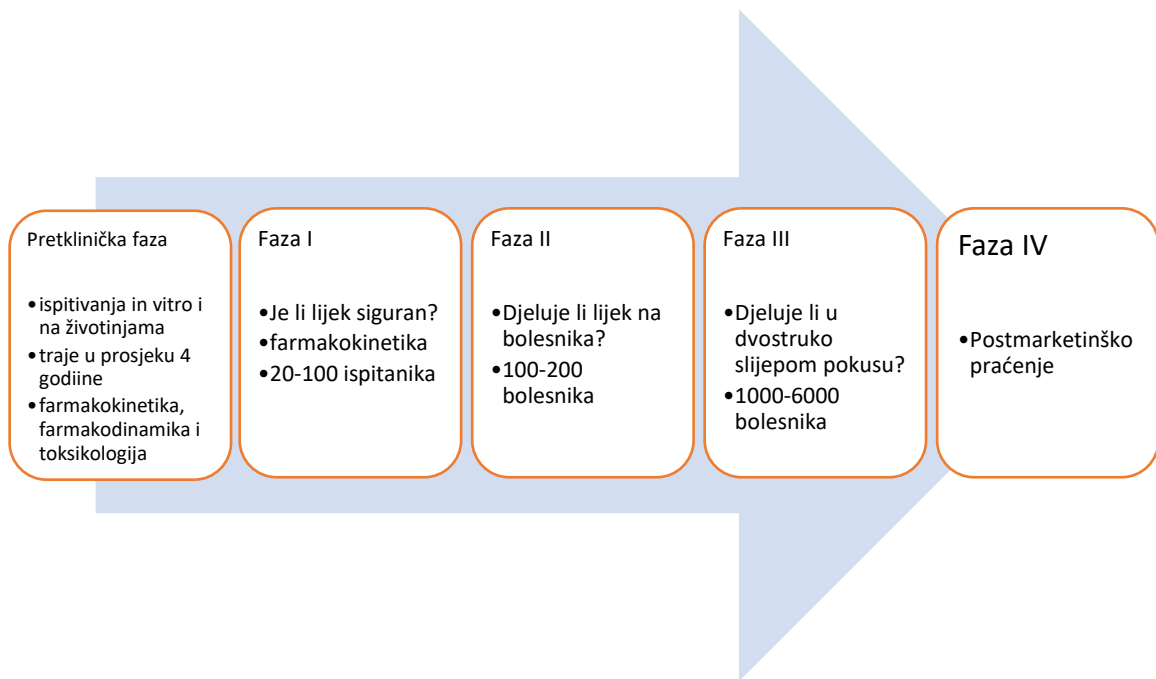 Pretklinička faza
•ispitivanja in vitro i
na životinjama
•traje u prosjeku 4
godiine
•farmakokinetika,
farmakodinamika i
toksikologija
Faza I
•Je li lijek siguran?
•farmakokinetika
•20-100 ispitanika
Faza II
•Djeluje li lijek na
bolesnika?
•100-200
bolesnika
Faza III
•Djeluje li u
dvostruko
slijepom pokusu?
•1000-6000
bolesnika
Faza IV
•Postmarketinško
praćenje